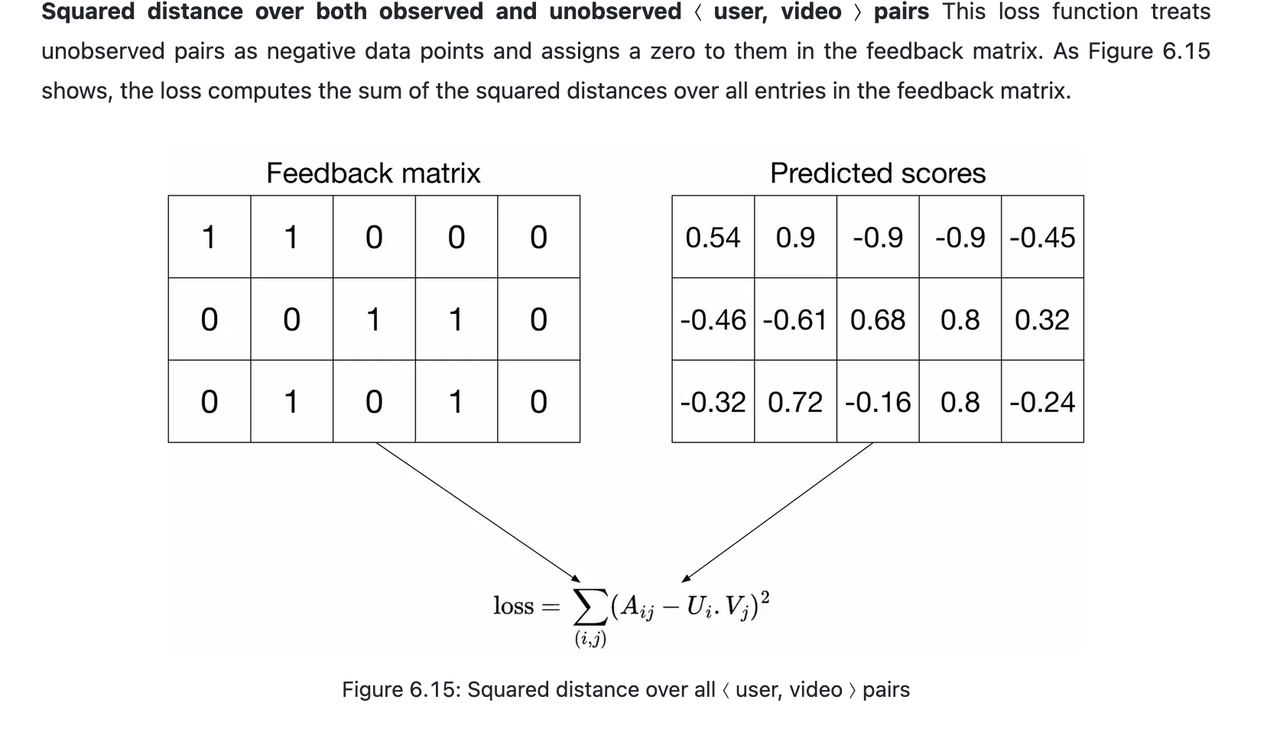 Squared distance over both observed and unobserved ⟨ user, video ⟩ pairs This loss function treats
unobserved pairs as negative data points and assigns a zero to them in the feedback matrix. As Figure 6.15
shows, the loss computes the sum of the squared distances over all entries in the feedback matrix.
Feedback matrix
1 1 0 0 0
0 0 1 1 0
0 1 0 1 0
Predicted scores
0.54 0.9 -0.9 -0.9 -0.45
-0.46 -0.61 0.68 0.8 0.32
-0.32 0.72 -0.16 0.8 -0.24
loss = ∑(A_{ij} − U_i. V_j)²
(i,j)
Figure 6.15: Squared distance over all ⟨ user, video ⟩ pairs